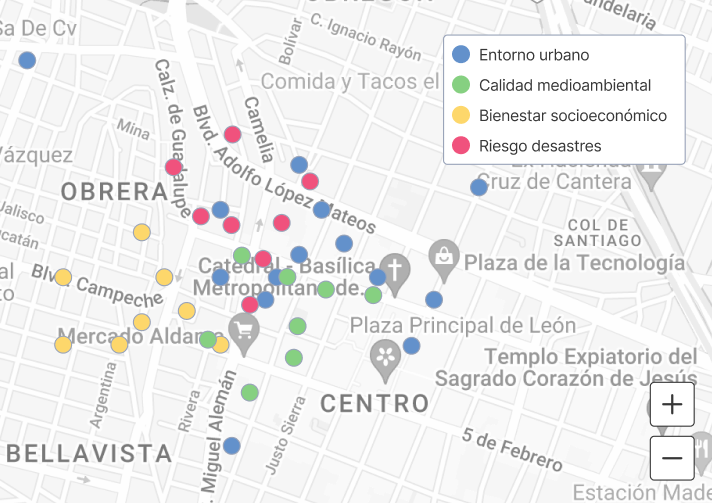 OBREGON
Sa De Cv
C. Ignacio Rayón
Candelaria
Bolívar
Entorno urbano
Calidad medioambiental
Bienestar socioeconómico
Riesgo desastres
Comida y Tacos el
Calz. de Guadalupe
Blvd. Adolfo López Mateos
Camelia
Mina
Vázquez
OBRERA
Cruz de Cantera
Jalisco
COL DE
SANTIAGO
Catedral - Basílica
Metropolitana de...
Plaza de la Tecnología
Blvd. Campeche
Mercado Aldama
Plaza Principal de León
Templo Expiatorio del
Sagrado Corazón de Jesús
Argentina
Rivera
. Miguel Alemán
Justo Sierra
CENTRO
+
5 de Febrero
BELLAVISTA
−
Estación Made